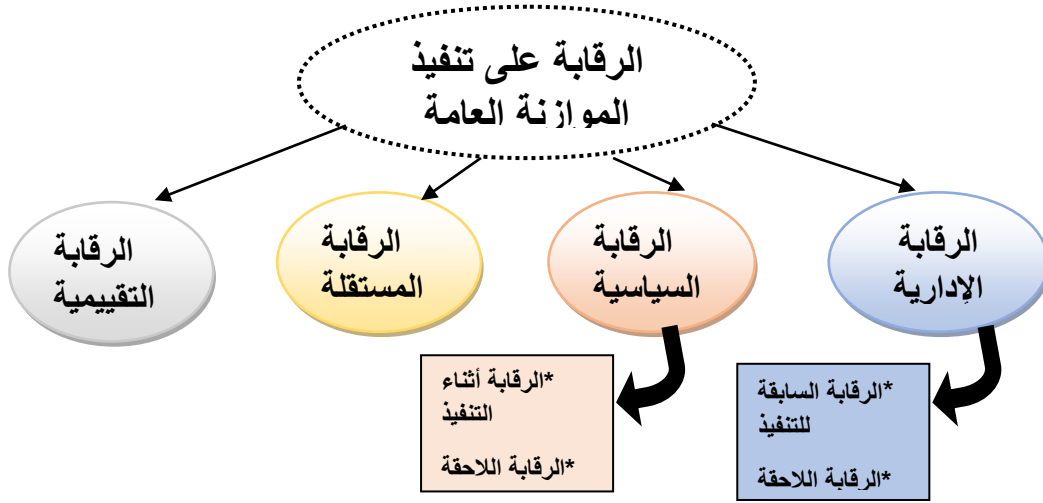 الرقابة على تنفيذ
الموازنة العامة
الرقابة
الإدارية
الرقابة
السياسية
الرقابة
المستقلة
الرقابة
التقييمية
*الرقابة السابقة
للتنفيذ
*الرقابة اللاحقة
*الرقابة أثناء
التنفيذ
*الرقابة اللاحقة